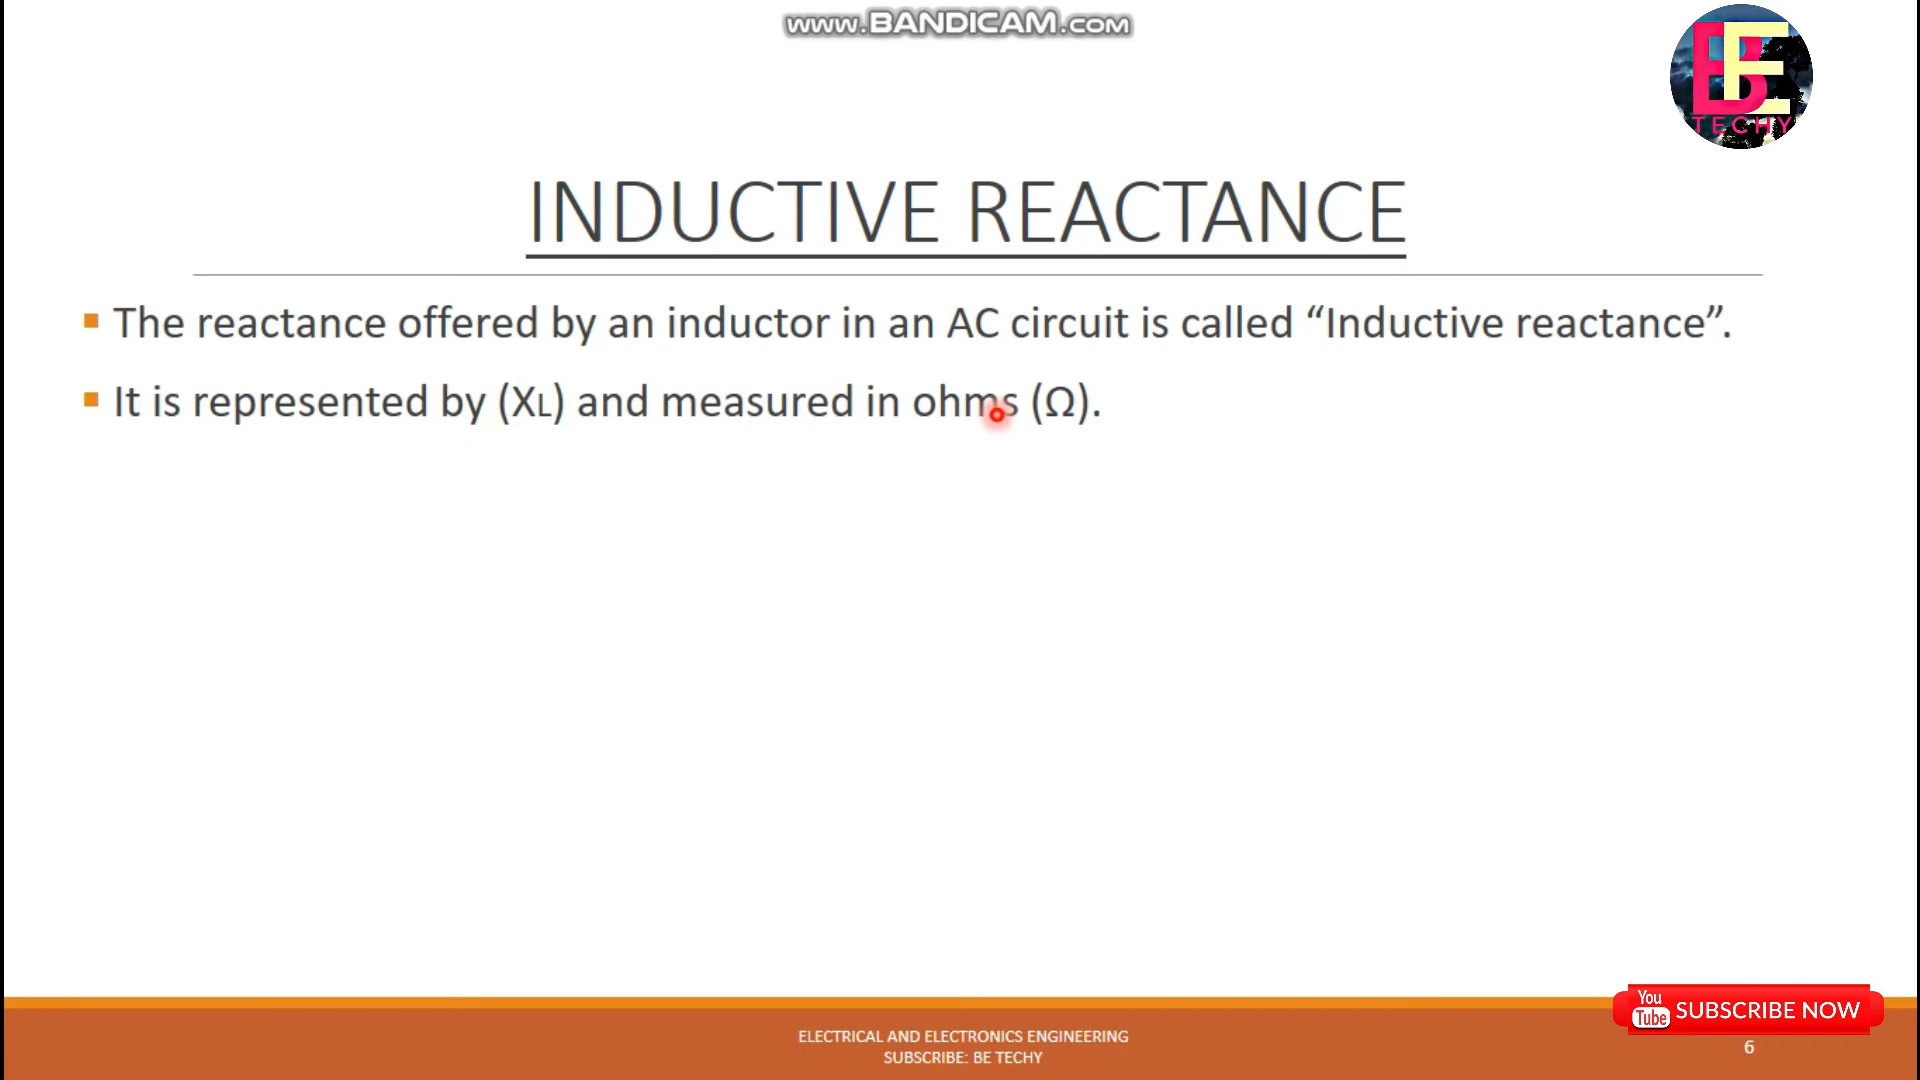 www.BANDICAM.com
BE
TECHY
INDUCTIVE REACTANCE
▪ The reactance offered by an inductor in an AC circuit is called “Inductive reactance”.
▪ It is represented by (XL) and measured in ohms (Ω).
You
Tube SUBSCRIBE NOW
ELECTRICAL AND ELECTRONICS ENGINEERING
SUBSCRIBE: BE TECHY
6